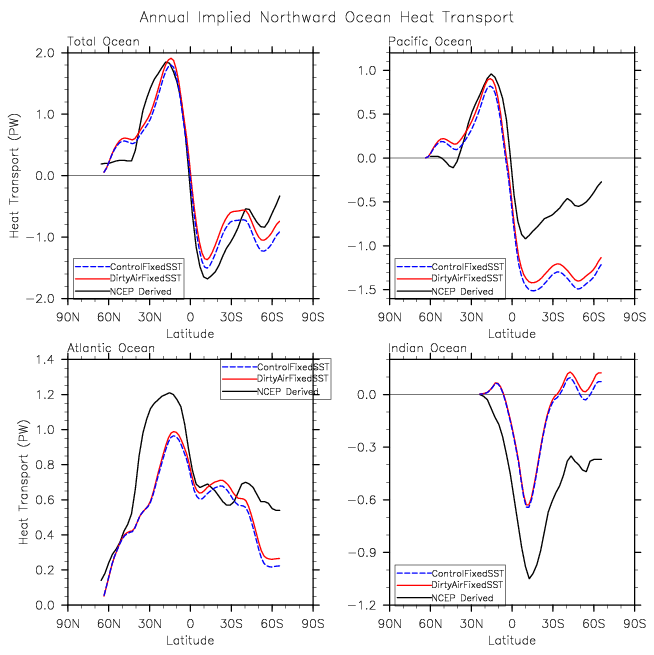 Annual Implied Northward Ocean Heat Transport
Total Ocean
Heat Transport (PW)
2.0
1.0
0.0
−1.0
−2.0
ControlFixedSST
DirtyAirFixedSST
NCEP Derived
90N 60N 30N 0 30S 60S 90S
Latitude
Pacific Ocean
1.0
0.5
0.0
−0.5
−1.0
−1.5
ControlFixedSST
DirtyAirFixedSST
NCEP Derived
90N 60N 30N 0 30S 60S 90S
Latitude
Atlantic Ocean
Heat Transport (PW)
1.4
1.2
1.0
0.8
0.6
0.4
0.2
0.0
ControlFixedSST
DirtyAirFixedSST
NCEP Derived
90N 60N 30N 0 30S 60S 90S
Latitude
Indian Ocean
0.0
−0.3
−0.6
−0.9
−1.2
ControlFixedSST
DirtyAirFixedSST
NCEP Derived
90N 60N 30N 0 30S 60S 90S
Latitude